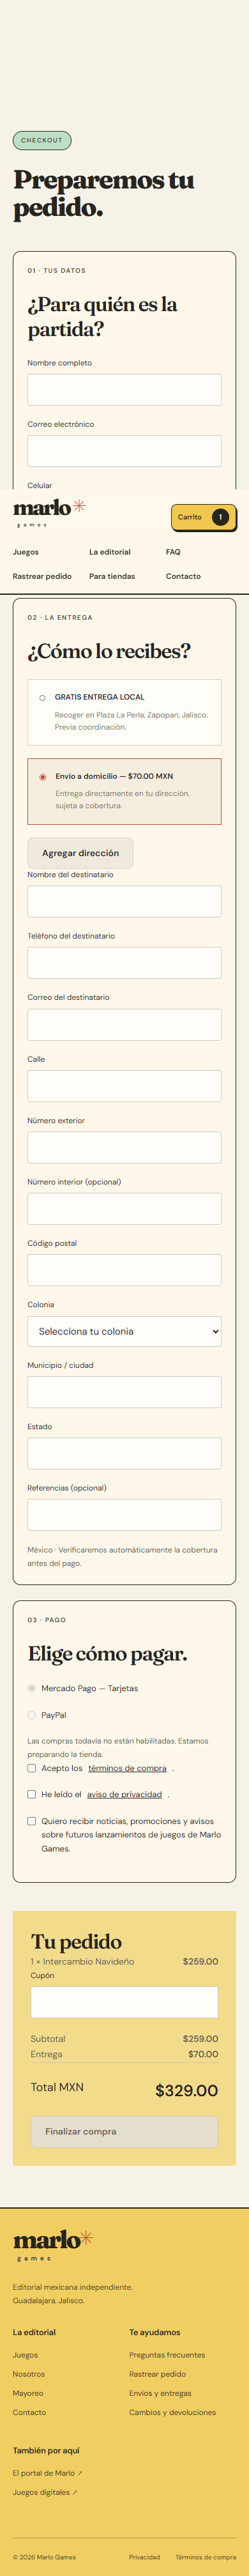 CHECKOUT
Preparemos tu
pedido.
01 · TUS DATOS
¿Para quién es la
partida?
Nombre completo
Correo electrónico
Celular
marlo
games
Carrito 1
Juegos La editorial FAQ
Rastrear pedido Para tiendas Contacto
02 · LA ENTREGA
¿Cómo lo recibes?
GRATIS ENTREGA LOCAL
Recoger en Plaza La Perla, Zapopan, Jalisco.
Previa coordinación.
Envío a domicilio — $70.00 MXN
Entrega directamente en tu dirección,
sujeta a cobertura.
Agregar dirección
Nombre del destinatario
Teléfono del destinatario
Correo del destinatario
Calle
Número exterior
Número interior (opcional)
Código postal
Colonia
Selecciona tu colonia
Municipio / ciudad
Estado
Referencias (opcional)
México · Verificaremos automáticamente la cobertura
antes del pago.
03 · PAGO
Elige cómo pagar.
Mercado Pago — Tarjetas
PayPal
Las compras todavía no están habilitadas. Estamos
preparando la tienda.
Acepto los términos de compra .
He leído el aviso de privacidad .
Quiero recibir noticias, promociones y avisos
sobre futuros lanzamientos de juegos de Marlo
Games.
Tu pedido
1 × Intercambio Navideño $259.00
Cupón
Subtotal $259.00
Entrega $70.00
Total MXN $329.00
Finalizar compra
marlo
games
Editorial mexicana independiente.
Guadalajara, Jalisco.
La editorial Te ayudamos
Juegos Preguntas frecuentes
Nosotros Rastrear pedido
Mayoreo Envíos y entregas
Contacto Cambios y devoluciones
También por aquí
El portal de Marlo ↗
Juegos digitales ↗
© 2026 Marlo Games Privacidad Términos de compra